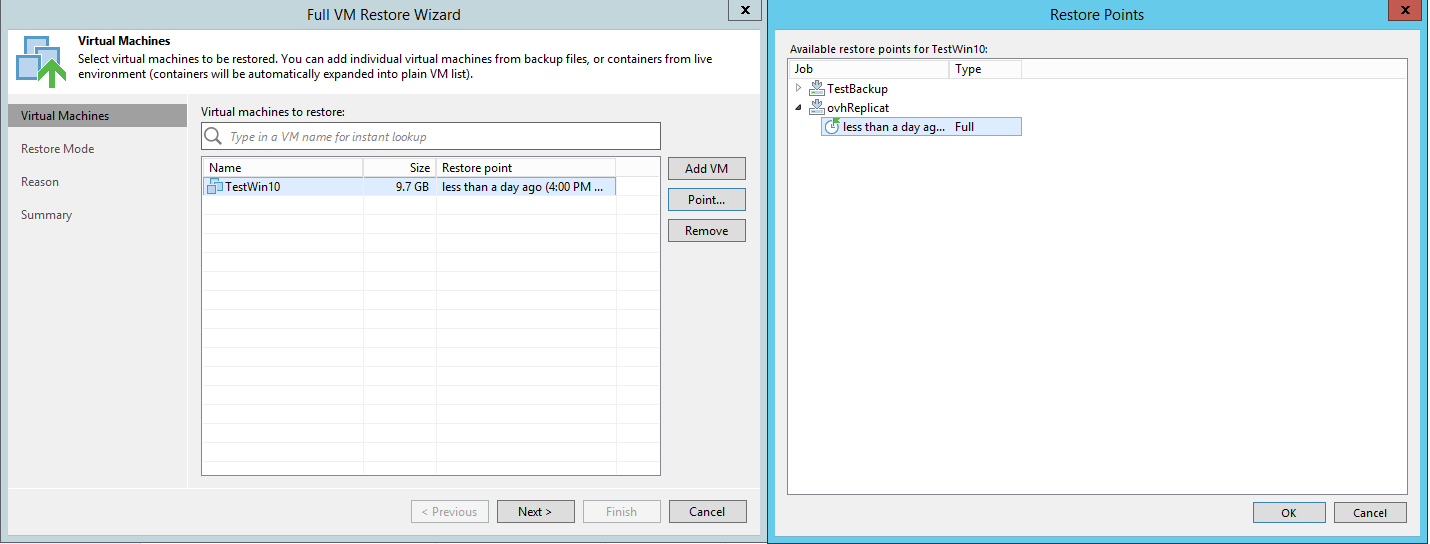 Full VM Restore Wizard
x
Virtual Machines
Select virtual machines to be restored. You can add individual virtual machines from backup files, or containers from live
environment (containers will be automatically expanded into plain VM list).
Virtual Machines
Restore Mode
Reason
Summary
Virtual machines to restore:
Type in a VM name for instant lookup
Name Size Restore point
TestWin10 9.7 GB less than a day ago (4:00 PM ...
Add VM
Point...
Remove
< Previous Next > Finish Cancel
Restore Points
x
Available restore points for TestWin10:
Job Type
TestBackup
ovhReplicat
less than a day ag... Full
OK Cancel